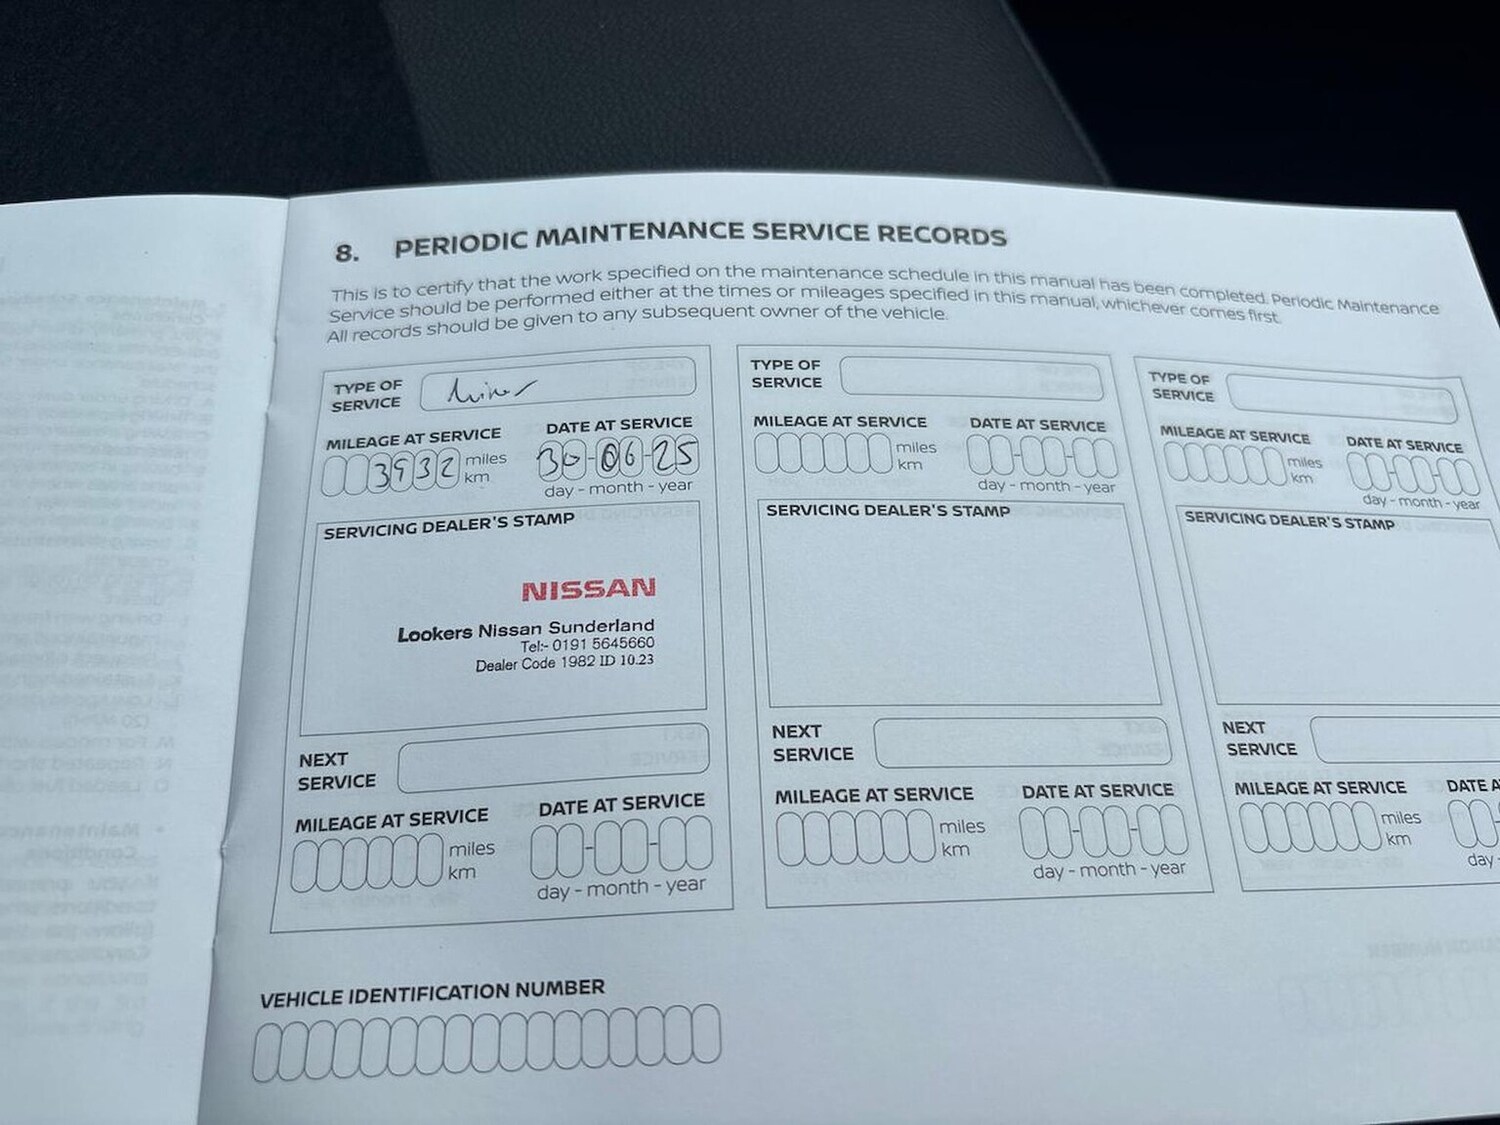 8. PERIODIC MAINTENANCE SERVICE RECORDS
This is to certify that the work specified on the maintenance schedule in this manual has been completed. Periodic Maintenance
Service should be performed either at the times or mileages specified in this manual, whichever comes first.
All records should be given to any subsequent owner of the vehicle.
TYPE OF
SERVICE
MILEAGE AT SERVICE
3932 miles
km
DATE AT SERVICE
30-06-25
day - month - year
SERVICING DEALER'S STAMP
NISSAN
Lookers Nissan Sunderland
Tel:- 0191 5645660
Dealer Code 1982 ID 10.23
NEXT
SERVICE
MILEAGE AT SERVICE
miles
km
DATE AT SERVICE
day - month - year
TYPE OF
SERVICE
MILEAGE AT SERVICE
miles
km
DATE AT SERVICE
day - month - year
SERVICING DEALER'S STAMP
NEXT
SERVICE
MILEAGE AT SERVICE
miles
km
DATE AT SERVICE
day - month - year
TYPE OF
SERVICE
MILEAGE AT SERVICE
miles
km
DATE AT SERVICE
day - month - year
SERVICING DEALER'S STAMP
NEXT
SERVICE
MILEAGE AT SERVICE
miles
km
DATE A
day -
VEHICLE IDENTIFICATION NUMBER